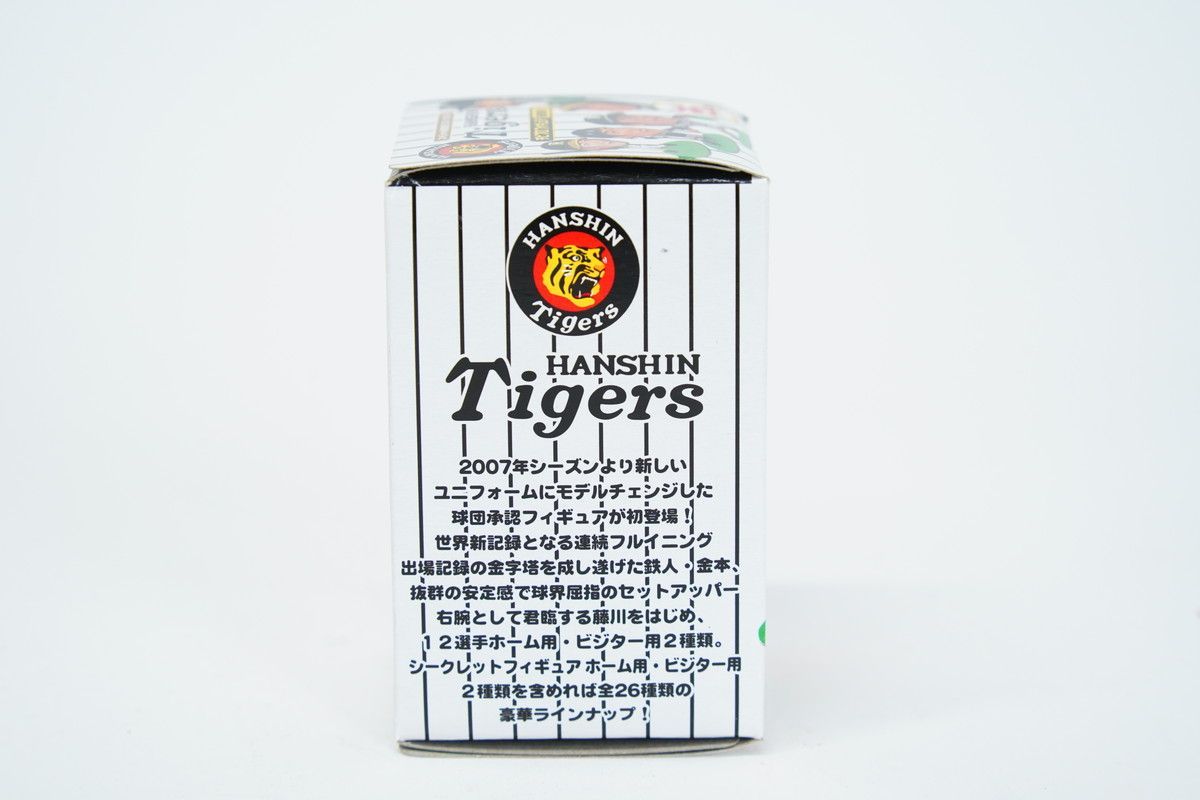 Tigers
HANSHIN
Tigers
HANSHIN
Tigers
2007年シーズンより新しい
ユニフォームにモデルチェンジした
球団承認フィギュアが初登場！
世界新記録となる連続フルイニング
出場記録の金字塔を成し遂げた鉄人・金本、
抜群の安定感で球界屈指のセットアッパー
右腕として君臨する藤川をはじめ、
12選手ホーム用・ビジター用2種類。
シークレットフィギュア ホーム用・ビジター用
2種類を含めれば全26種類の
豪華ラインナップ！